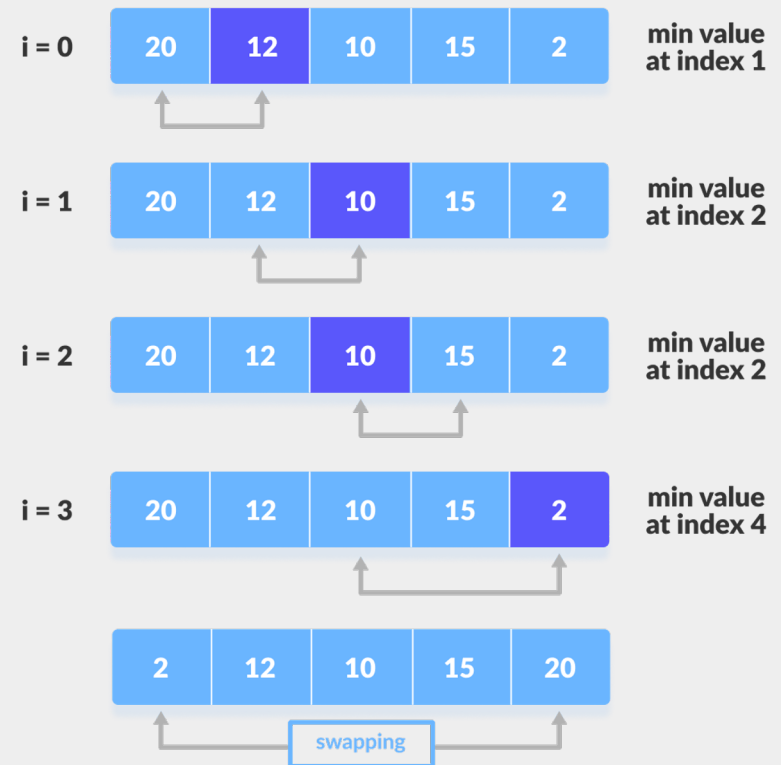 i = 0 20 12 10 15 2 min value
at index 1
i = 1 20 12 10 15 2 min value
at index 2
i = 2 20 12 10 15 2 min value
at index 2
i = 3 20 12 10 15 2 min value
at index 4
2 12 10 15 20
swapping